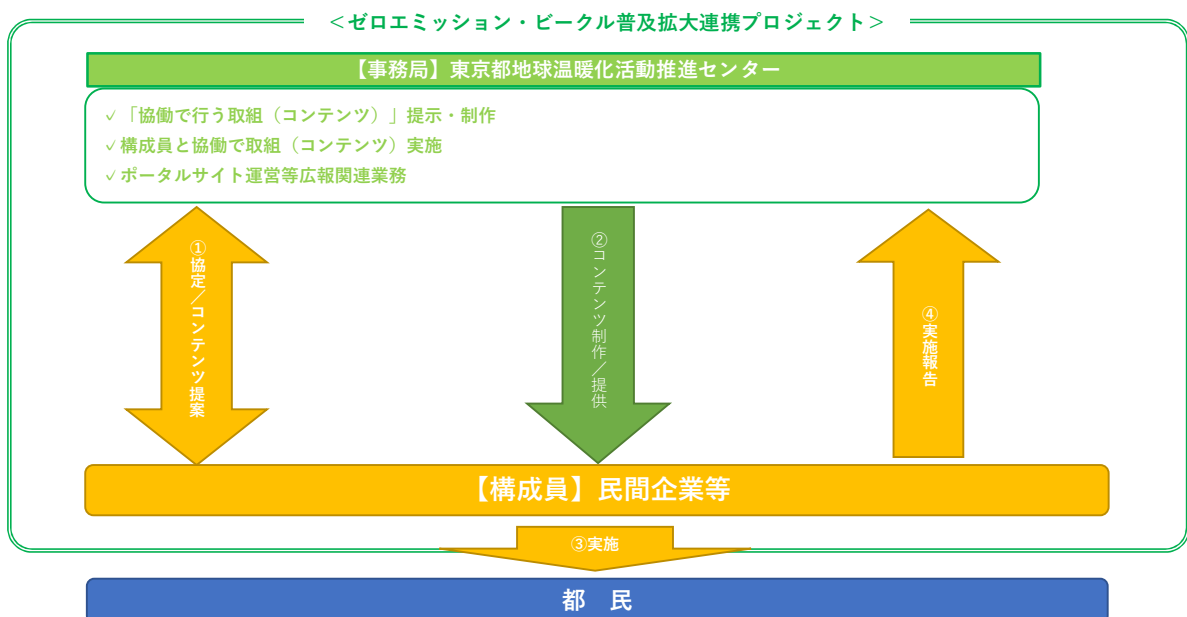 ＜ゼロエミッション・ビークル普及拡大連携プロジェクト＞
【事務局】東京都地球温暖化活動推進センター
✓「協働で行う取組（コンテンツ）」提示・制作
✓構成員と協働で取組（コンテンツ）実施
✓ポータルサイト運営等広報関連業務
①協定／コンテンツ提案
②コンテンツ制作／提供
④実施報告
【構成員】民間企業等
③実施
都　民